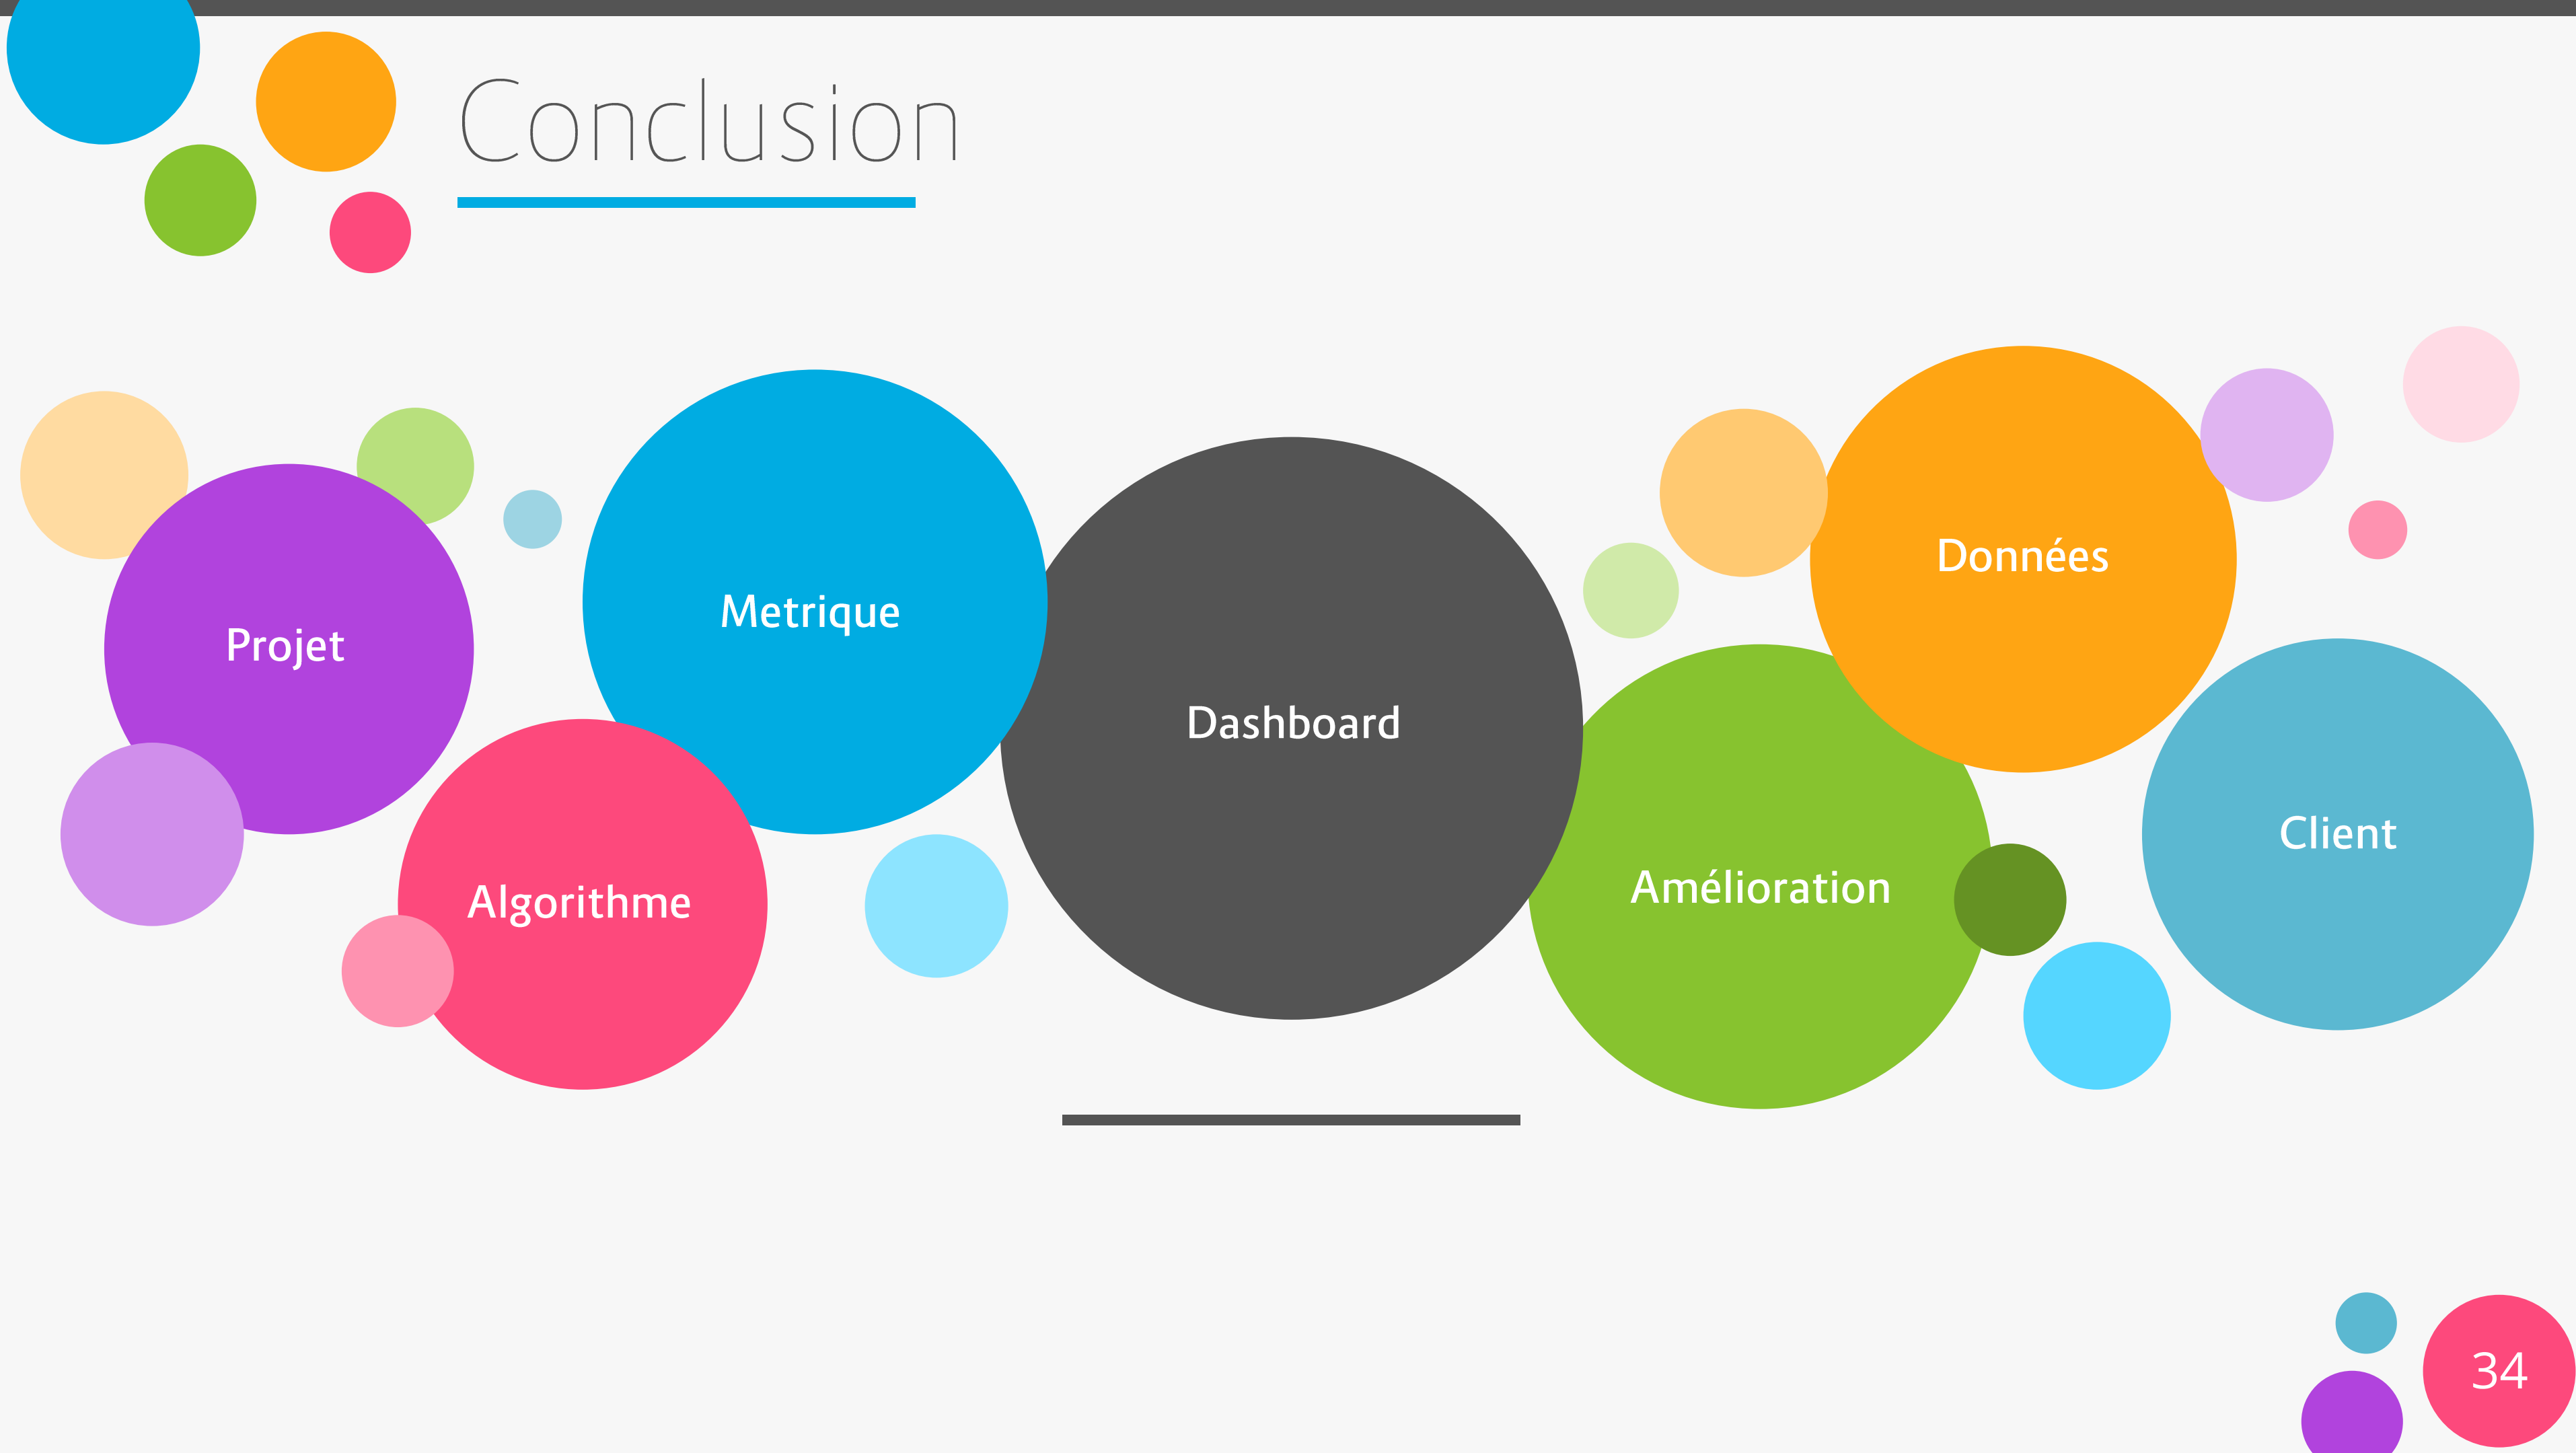 Conclusion
Projet
Algorithme
Metrique
Dashboard
Amélioration
Données
Client
34